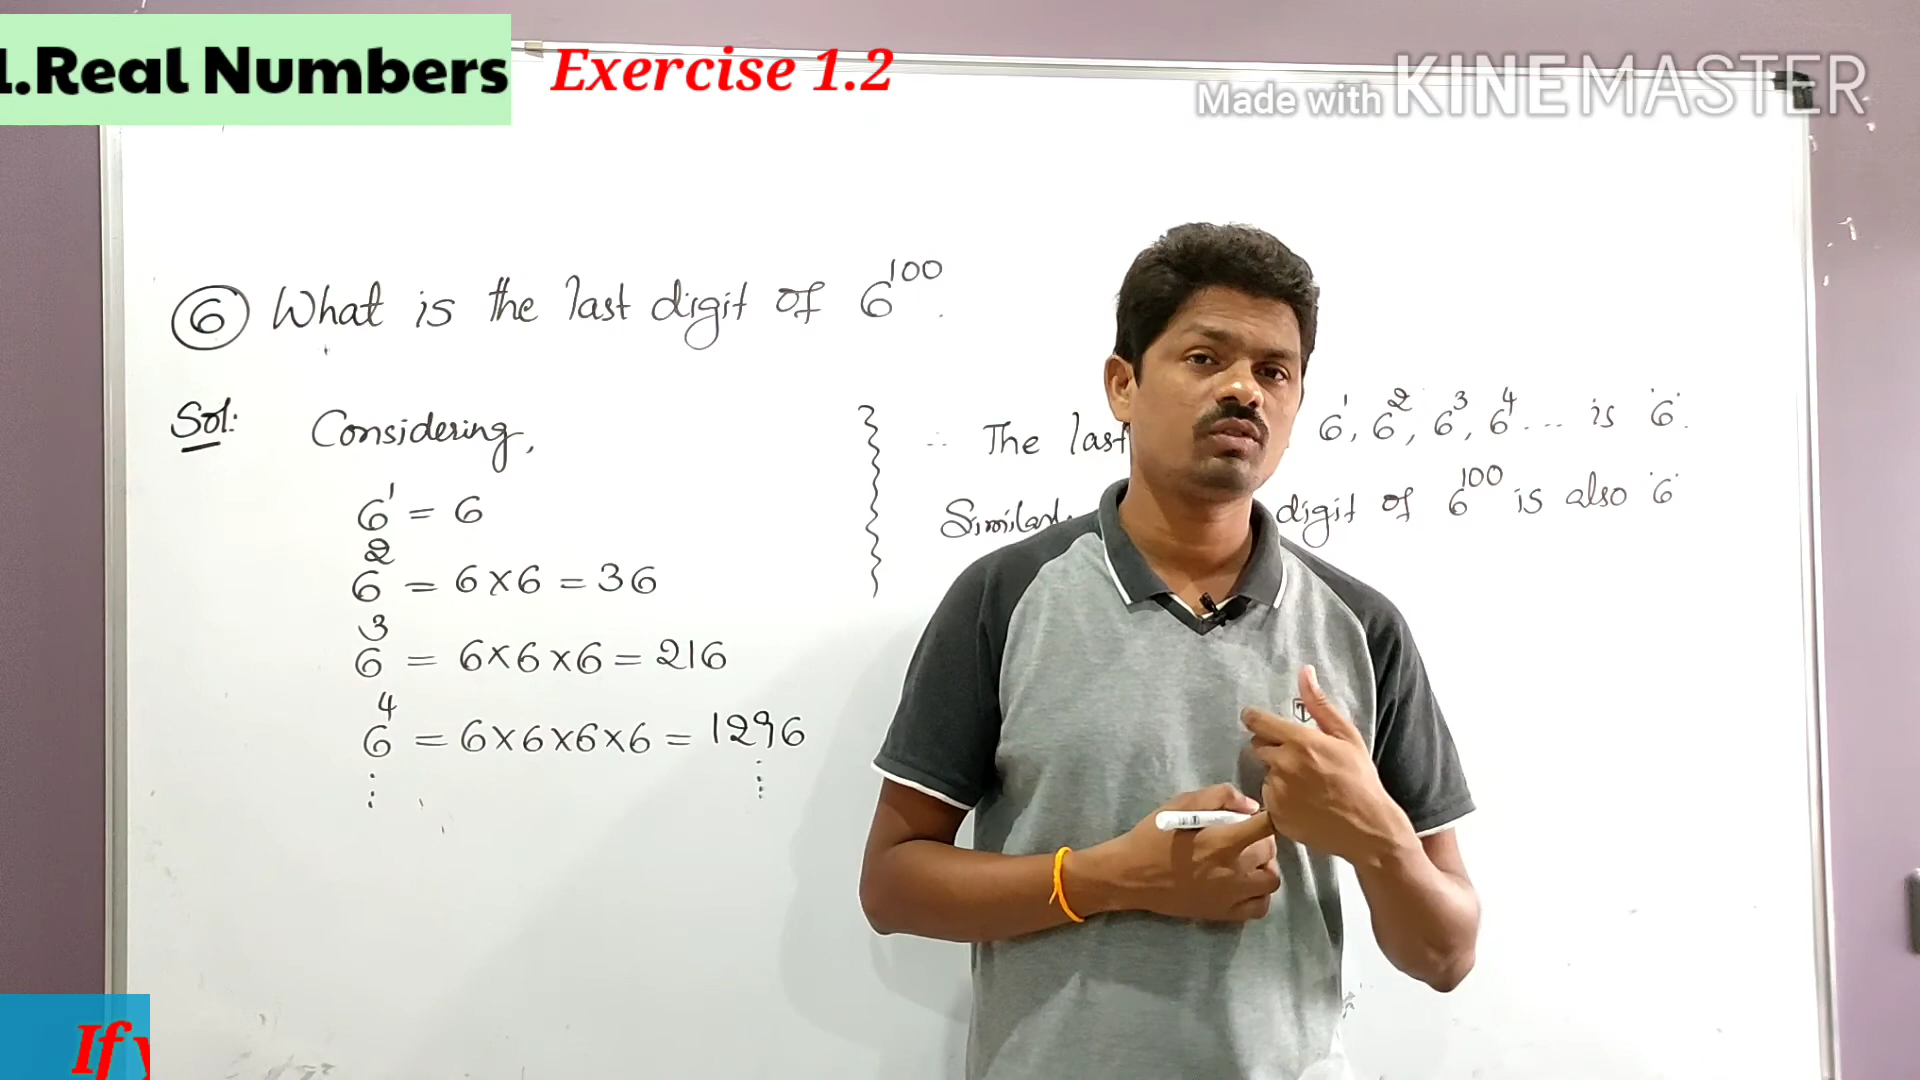 1.Real Numbers
Exercise 1.2
Made with KINEMASTER
6 What is the last digit of 6^100.
Sol: Considering,
6^1 = 6
6^2 = 6×6 = 36
6^3 = 6×6×6 = 216
6^4 = 6×6×6×6 = 1296
∴ The last 6^1, 6^2, 6^3, 6^4 ... is '6'.
digit of 6^100 is also '6'
If